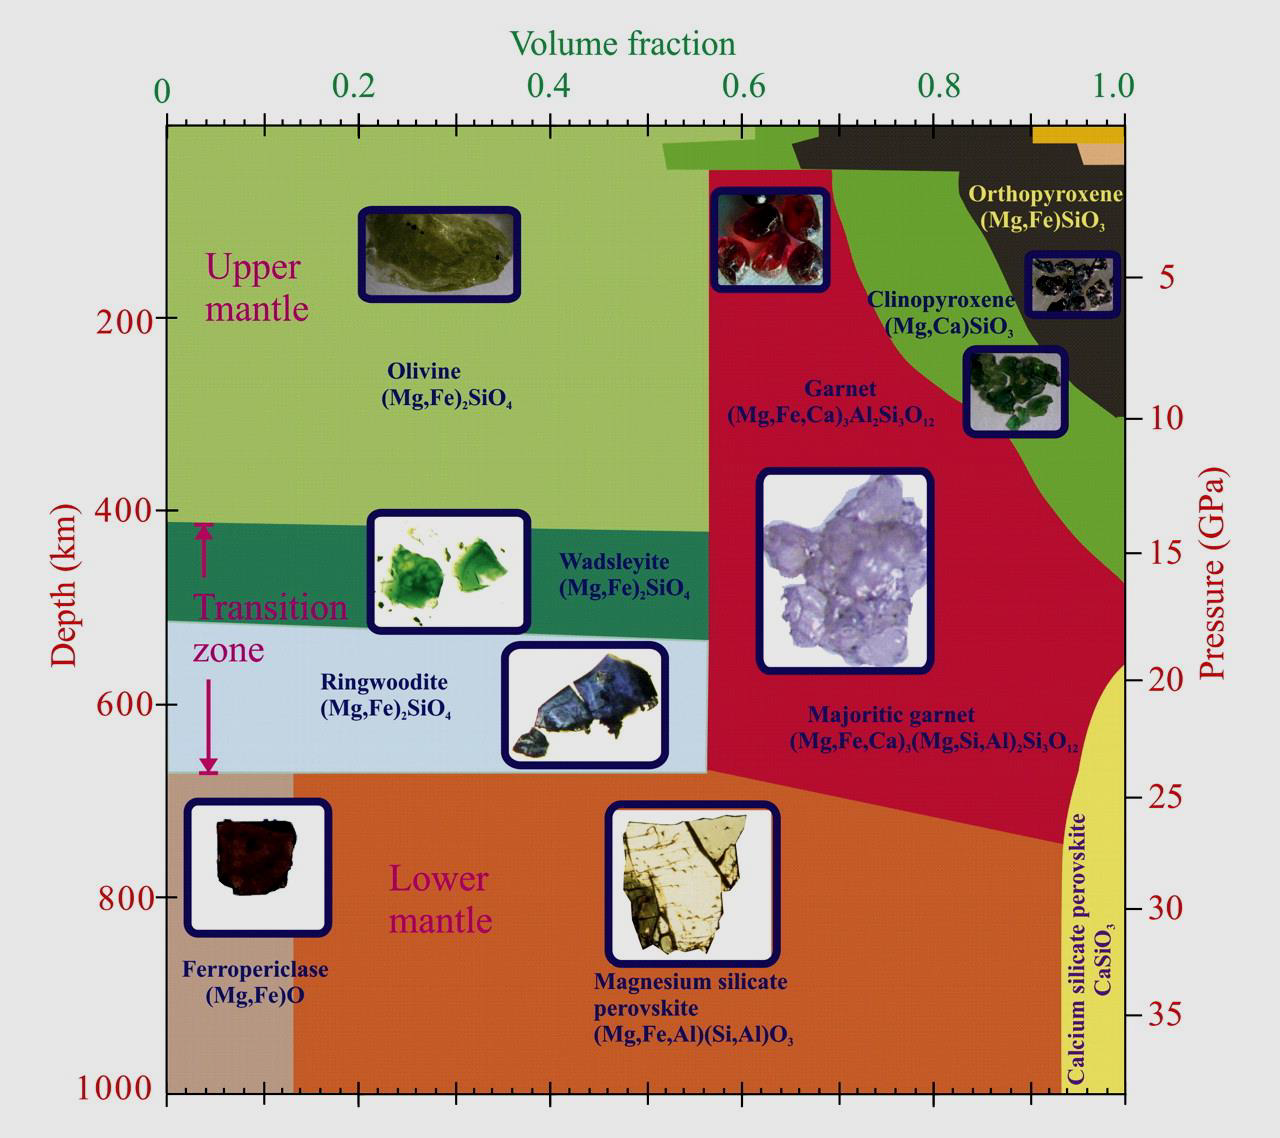 Volume fraction
0 0.2 0.4 0.6 0.8 1.0
Orthopyroxene
(Mg,Fe)SiO₃
Upper
mantle
5
Clinopyroxene
(Mg,Ca)SiO₃
200
Olivine
(Mg,Fe)₂SiO₄
Garnet
(Mg,Fe,Ca)₃Al₂Si₃O₁₂
10
400
Depth (km)
Pressure (GPa)
15
Wadsleyite
(Mg,Fe)₂SiO₄
Transition
zone
Ringwoodite
(Mg,Fe)₂SiO₄
20
600
Majoritic garnet
(Mg,Fe,Ca)₃(Mg,Si,Al)₂Si₃O₁₂
25
Lower
mantle
800
30
Ferropericlase
(Mg,Fe)O
Magnesium silicate
perovskite
(Mg,Fe,Al)(Si,Al)O₃
Calcium silicate perovskite
CaSiO₃
35
1000